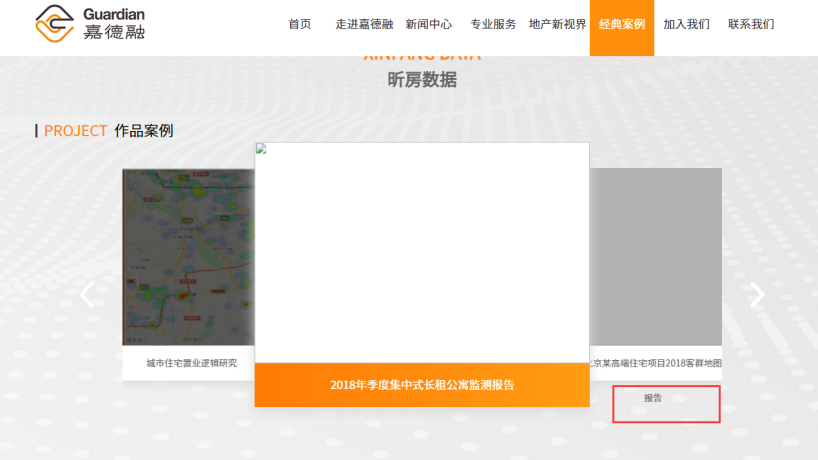 Guardian
嘉德融
首页 走进嘉德融 新闻中心 专业服务 地产新视界 经典案例 加入我们 联系我们
XINFANG DATA
昕房数据
PROJECT 作品案例
城市住宅置业逻辑研究
2018年季度集中式长租公寓监测报告
北京某高端住宅项目2018客群地图
报告